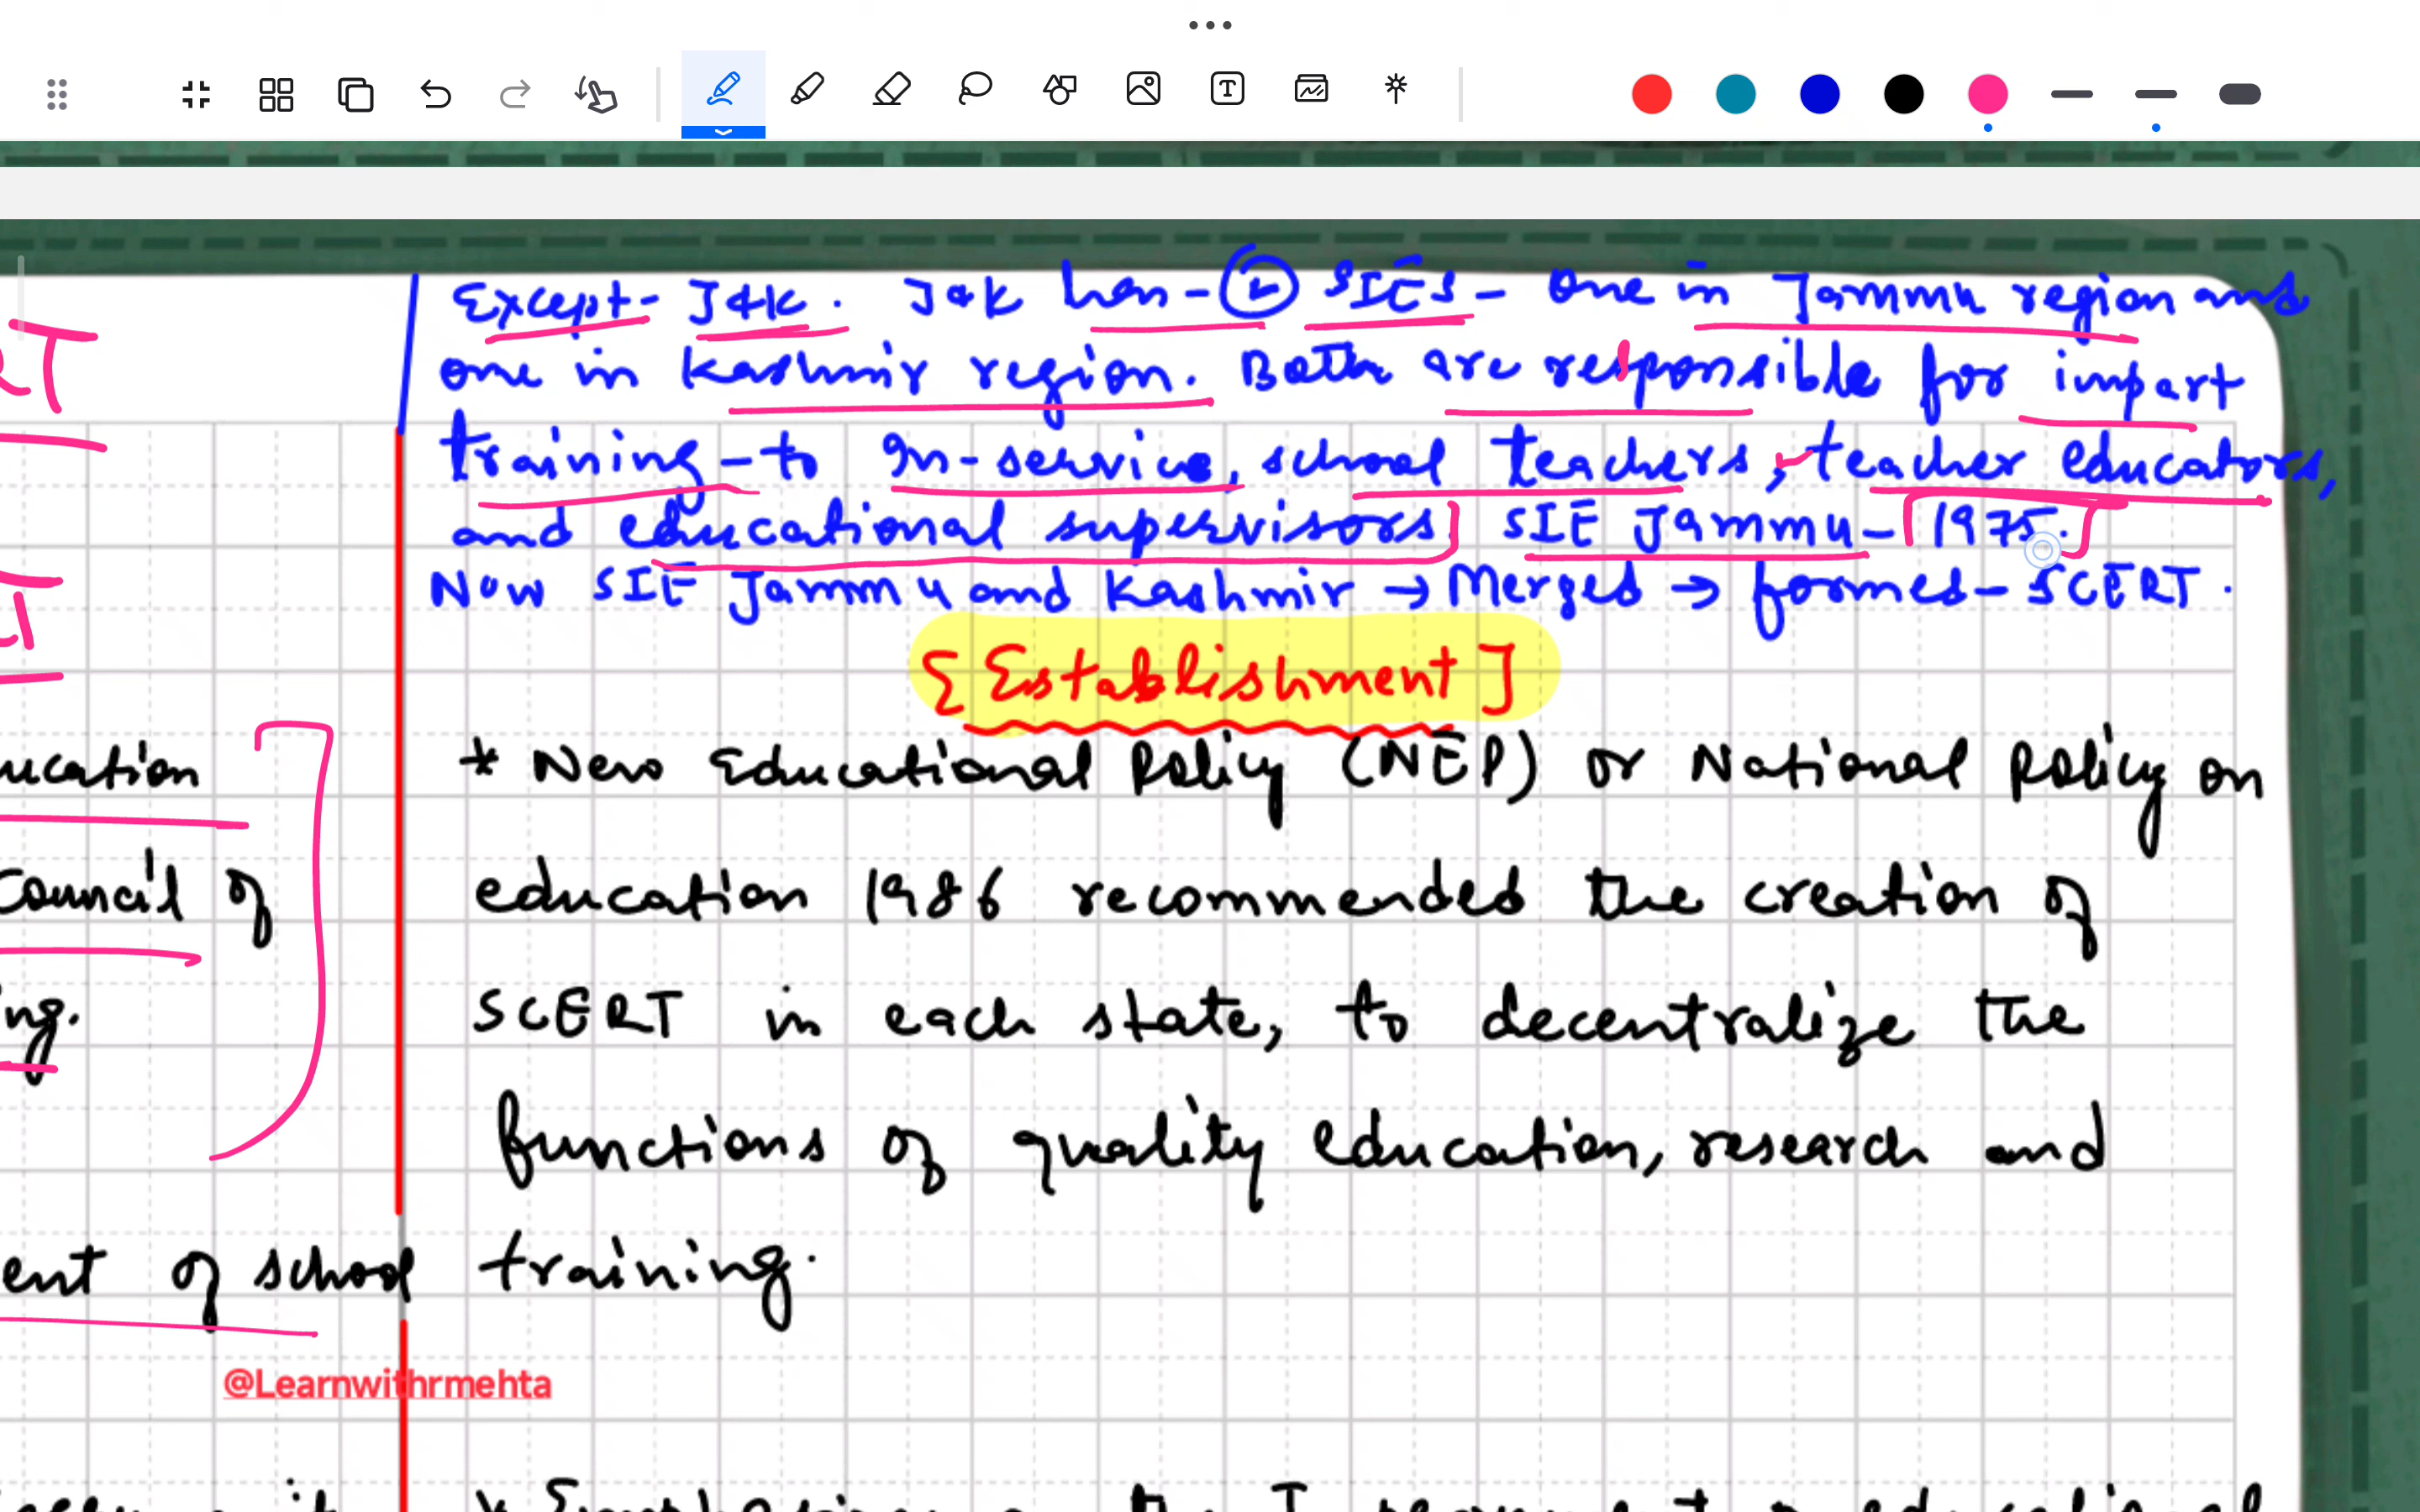 Except - J&K. J&K has - ② SIES - one in Jammu region and
one in Kashmir region. Both are responsible for impart
training - to In-service, school teachers, teacher educators,
and educational supervisors. SIE Jammu - 1975.
Now SIE Jammu and Kashmir → Merged → formed - SCERT.
[Establishment]
ucation
* New Educational Policy (NEP) or National Policy on
Council of
education 1986 recommended the creation of
ng.
SCERT in each state, to decentralize the
functions of quality education, research and
ent of school
training.
@Learnwithrmehta